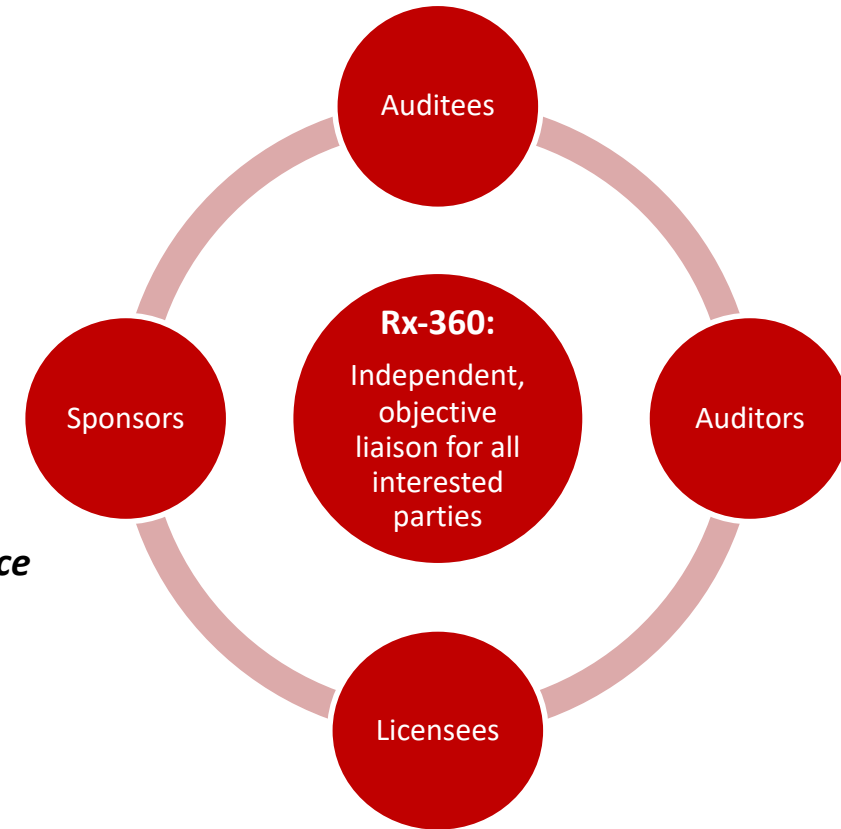 Auditees
Rx-360:
Independent,
objective
liaison for all
interested
parties
Sponsors
Auditors
ce
Licensees